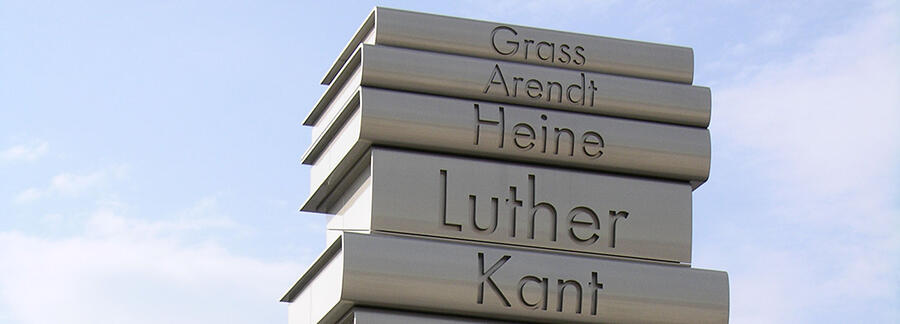 Grass
Arendt
Heine
Luther
Kant